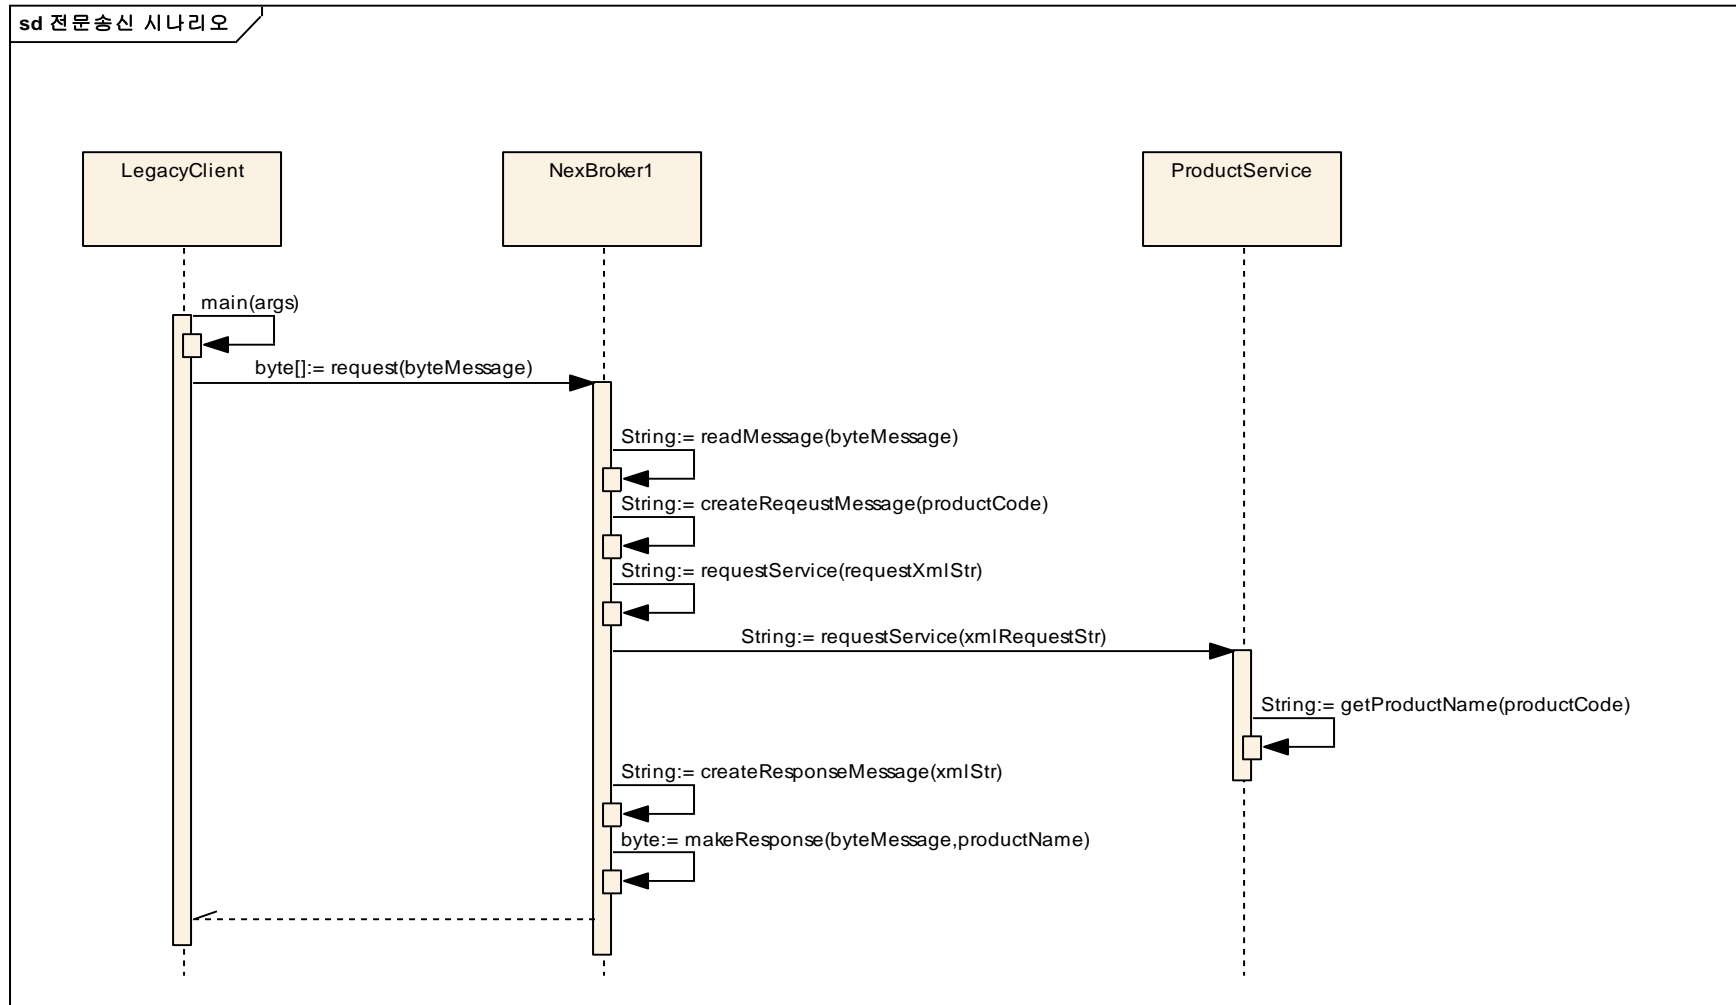 sd 전문송신 시나리오
LegacyClient
NexBroker1
ProductService
main(args)
byte[]:= request(byteMessage)
String:= readMessage(byteMessage)
String:= createReqeustMessage(productCode)
String:= requestService(requestXmlStr)
String:= requestService(xmlRequestStr)
String:= getProductName(productCode)
String:= createResponseMessage(xmlStr)
byte:= makeResponse(byteMessage,productName)